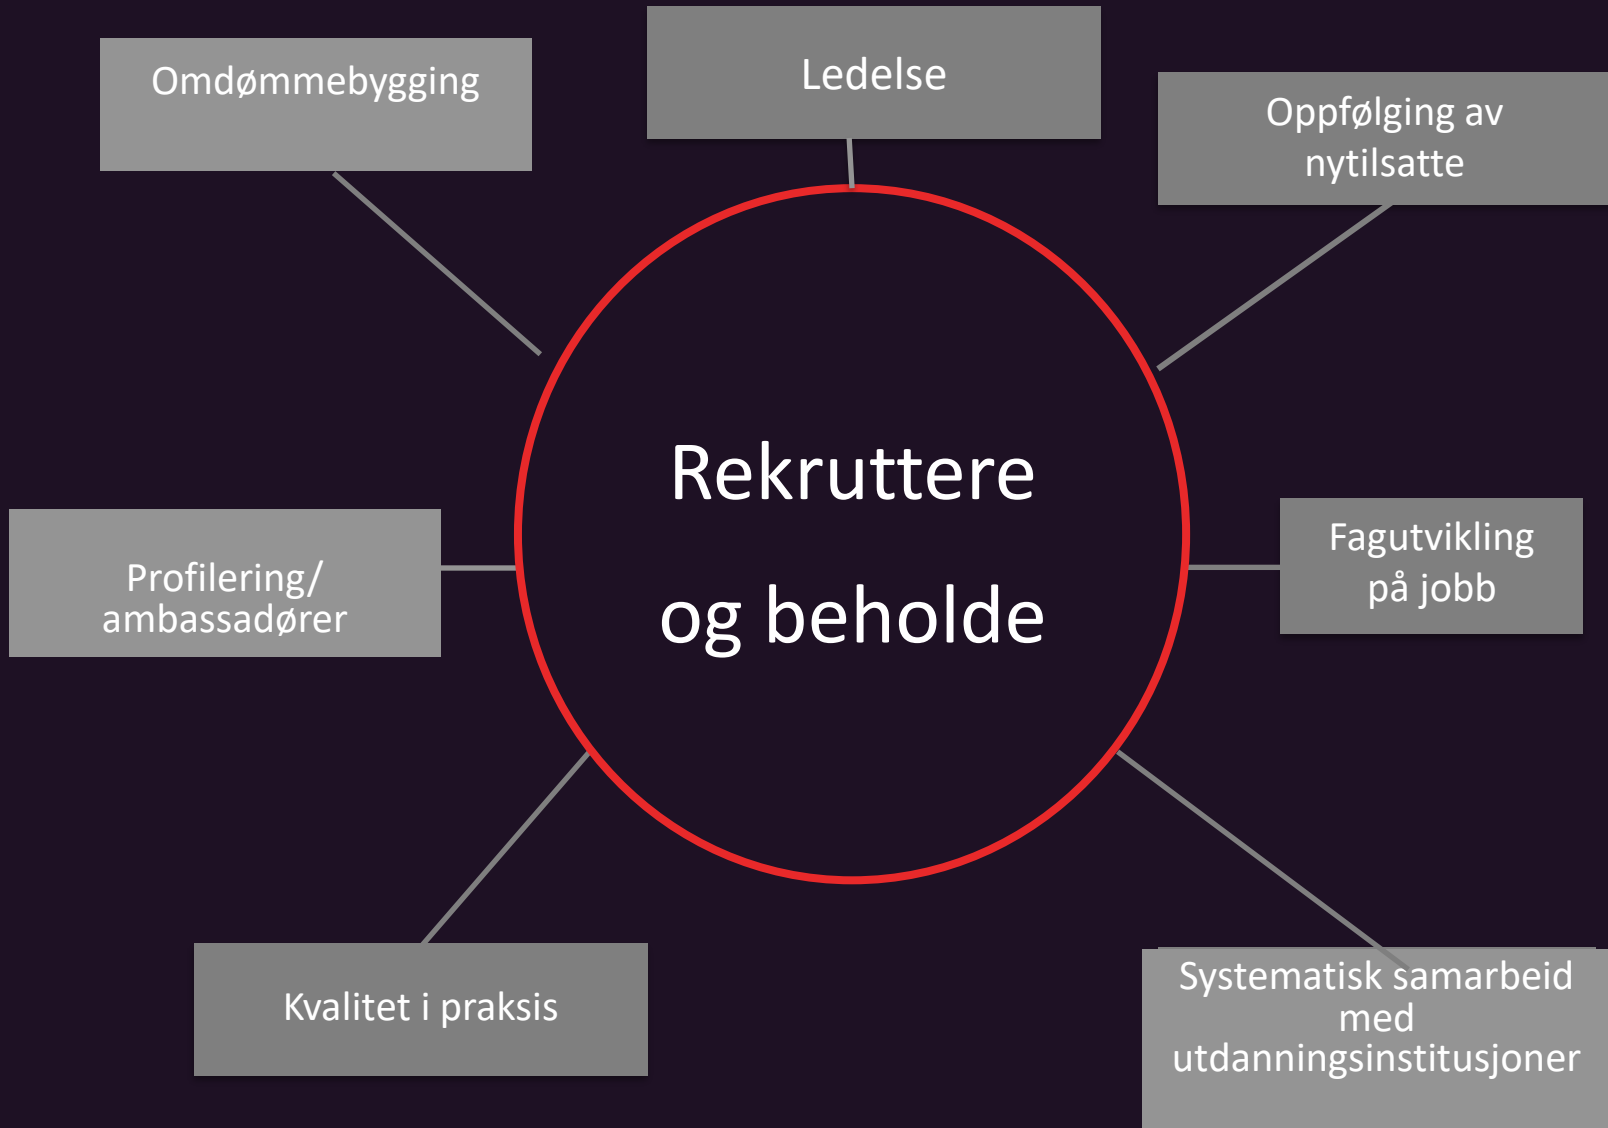 Omdømmebygging
Ledelse
Oppfølging av
nytilsatte
Rekruttere
og beholde
Profilering/
ambassadører
Fagutvikling
på jobb
Kvalitet i praksis
Systematisk samarbeid
med
utdanningsinstitusjoner